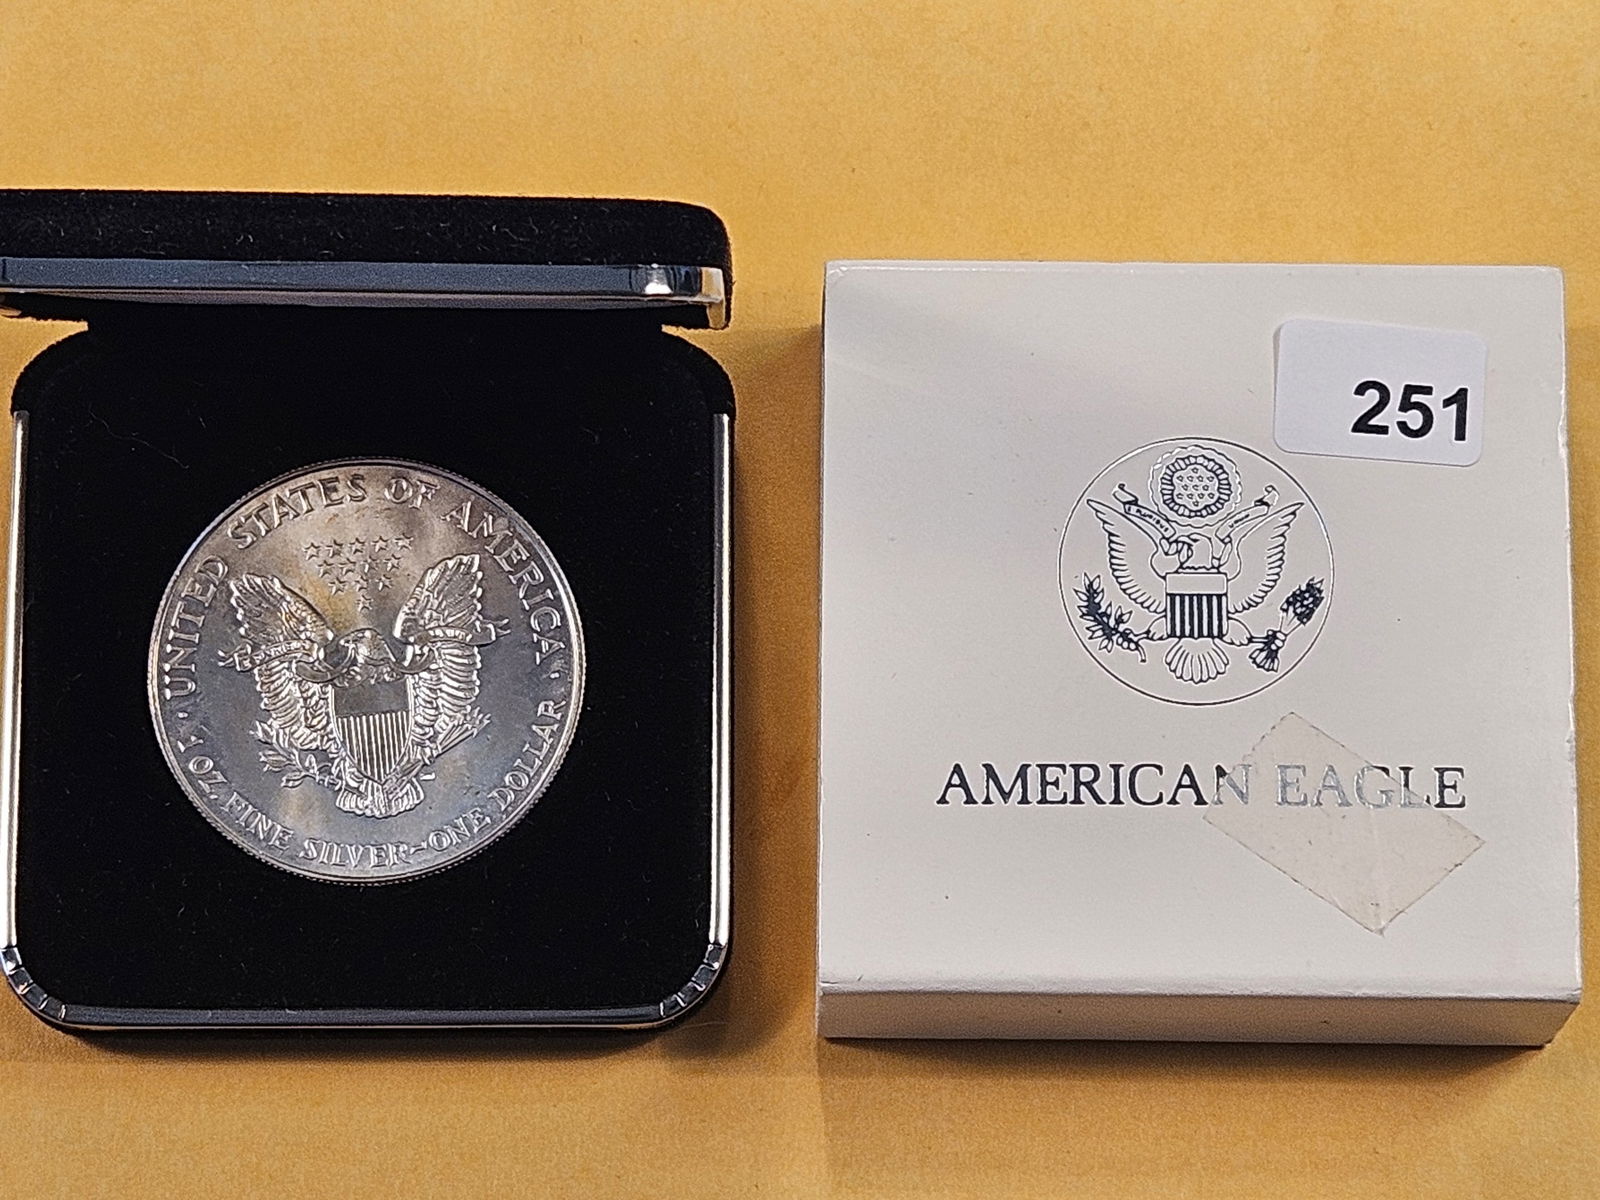 UNITED STATES OF AMERICA
1 OZ. FINE SILVER~ONE DOLLAR
251
AMERICAN EAGLE